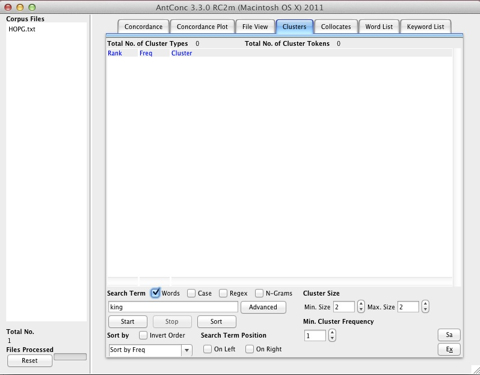 AntConc 3.3.0 RC2m (Macintosh OS X) 2011
Corpus Files
HOPG.txt
Concordance Concordance Plot File View Clusters Collocates Word List Keyword List
Total No. of Cluster Types 0 Total No. of Cluster Tokens 0
Rank Freq Cluster
Search Term Words Case Regex N-Grams Cluster Size
king Advanced Min. Size 2 Max. Size 2
Start Stop Sort Min. Cluster Frequency
Sort by Invert Order Search Term Position 1 Sa
Sort by Freq On Left On Right Ex
Total No.
1
Files Processed
Reset